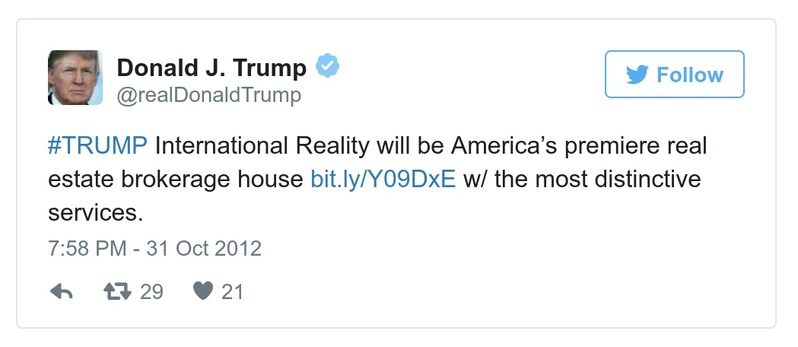 Donald J. Trump
@realDonaldTrump
Follow
#TRUMP International Reality will be America’s premiere real
estate brokerage house bit.ly/Y09DxE w/ the most distinctive
services.
7:58 PM - 31 Oct 2012
29 21